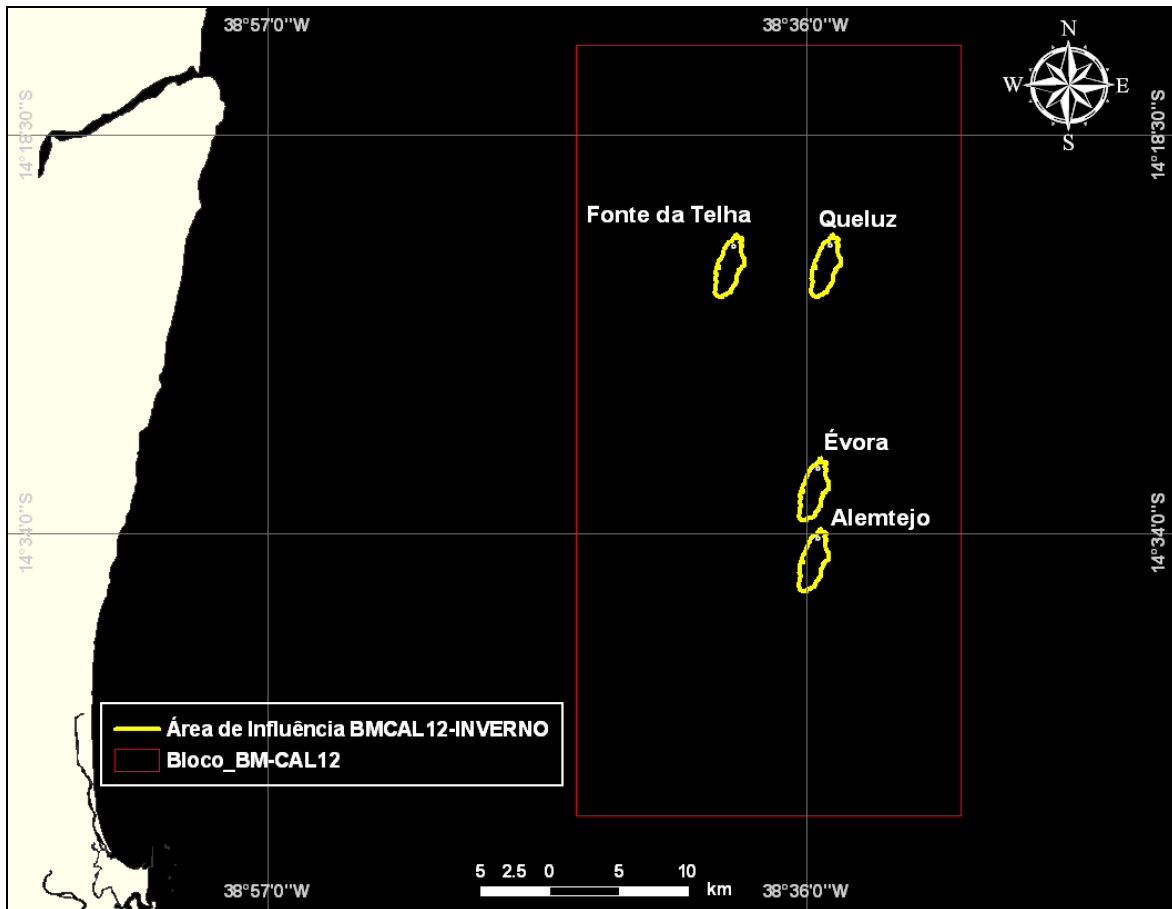 38°57'0"W 38°36'0"W
N
W E
S
14°18'30"S 14°18'30"S
Fonte da Telha Queluz
Évora
Alemtejo
14°34'0"S 14°34'0"S
Área de Influência BMCAL12-INVERNO
Bloco_BM-CAL12
5 2.5 0 5 10
km
38°57'0"W 38°36'0"W